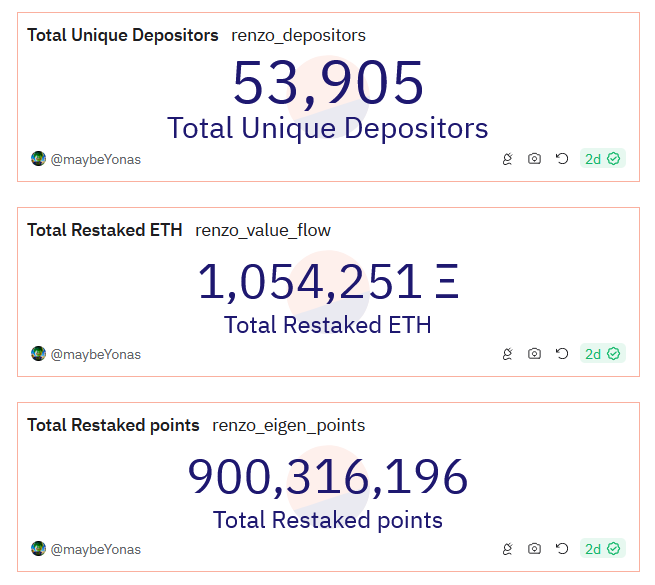 Total Unique Depositors renzo_depositors
53,905
Total Unique Depositors
@maybeYonas 2d
Total Restaked ETH renzo_value_flow
1,054,251 Ξ
Total Restaked ETH
@maybeYonas 2d
Total Restaked points renzo_eigen_points
900,316,196
Total Restaked points
@maybeYonas 2d